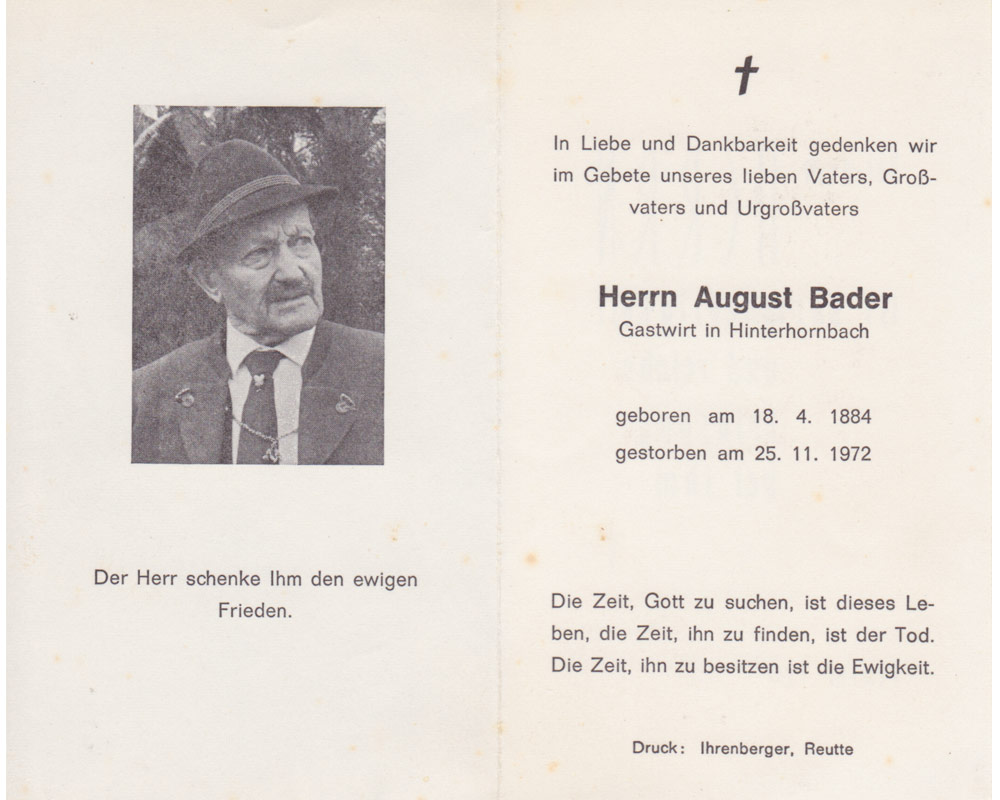 Der Herr schenke Ihm den ewigen
Frieden.
In Liebe und Dankbarkeit gedenken wir
im Gebete unseres lieben Vaters, Groß-
vaters und Urgroßvaters
Herrn August Bader
Gastwirt in Hinterhornbach
geboren am 18. 4. 1884
gestorben am 25. 11. 1972
Die Zeit, Gott zu suchen, ist dieses Le-
ben, die Zeit, ihn zu finden, ist der Tod.
Die Zeit, ihn zu besitzen ist die Ewigkeit.
Druck: Ihrenberger, Reutte